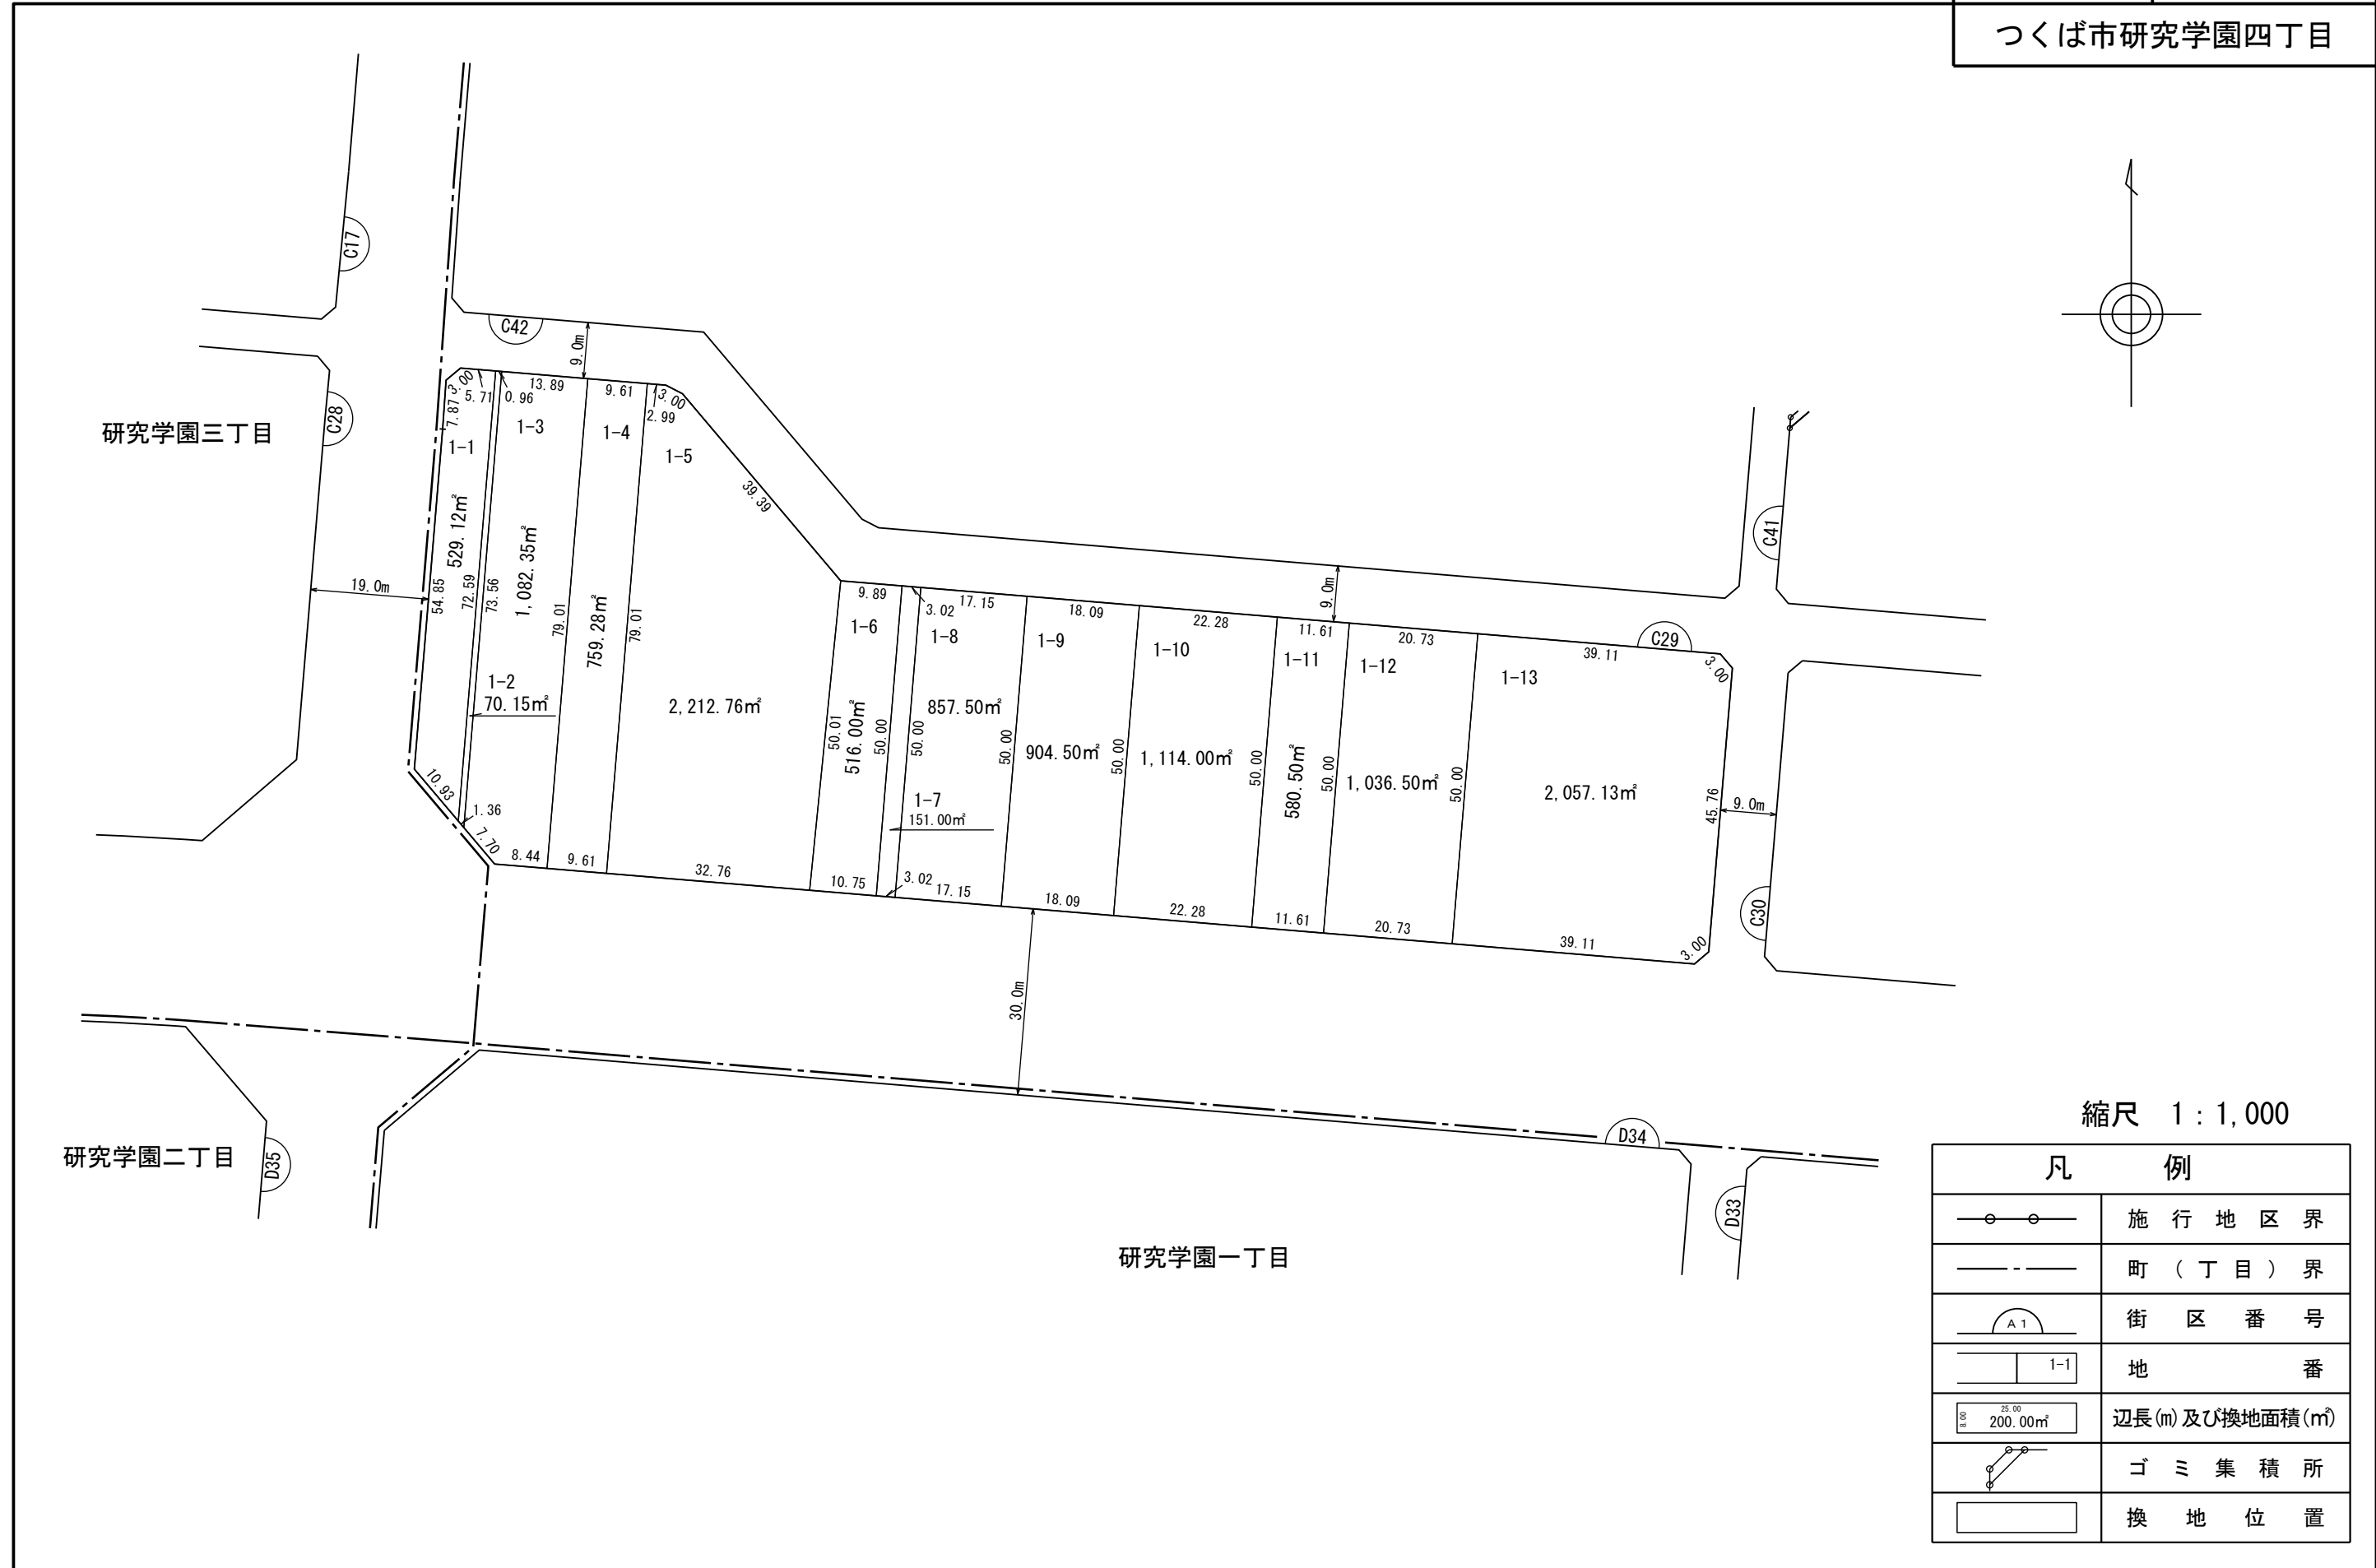 つくば市研究学園四丁目
C17
C42
9.0m
C28
研究学園三丁目
19.0m
3.00
5.71
0.96
13.89
9.61
3.00
2.99
7.87
1-1
1-3
1-4
1-5
39.39
529.12㎡
54.85
72.59
73.56
1,082.35㎡
79.01
759.28㎡
79.01
1-2
70.15㎡
2,212.76㎡
10.93
1.36
7.70
8.44
9.61
32.76
9.89
3.02
17.15
18.09
22.28
11.61
9.0m
20.73
39.11
C29
3.00
C41
1-6
1-8
1-9
1-10
1-11
1-12
1-13
50.01
516.00㎡
50.00
50.00
857.50㎡
50.00
904.50㎡
50.00
1,114.00㎡
50.00
580.50㎡
50.00
1,036.50㎡
50.00
2,057.13㎡
45.76
9.0m
1-7
151.00㎡
10.75
3.02
17.15
18.09
22.28
11.61
20.73
39.11
3.00
C30
30.0m
D34
D33
D35
研究学園二丁目
研究学園一丁目
縮尺 1:1,000
凡 例
施 行 地 区 界
町 ( 丁 目 ) 界
A1
街 区 番 号
1-1
地 番
8.00
25.00
200.00㎡
辺長(m)及び換地面積(㎡)
ゴ ミ 集 積 所
換 地 位 置